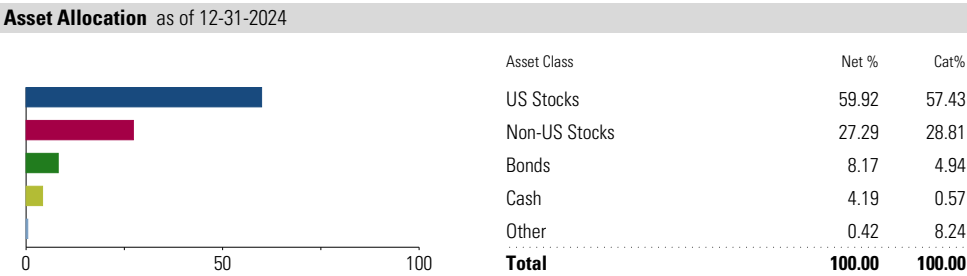 Asset Allocation as of 12-31-2024
Asset Class Net % Cat%
US Stocks 59.92 57.43
Non-US Stocks 27.29 28.81
Bonds 8.17 4.94
Cash 4.19 0.57
Other 0.42 8.24
Total 100.00 100.00
0 50 100